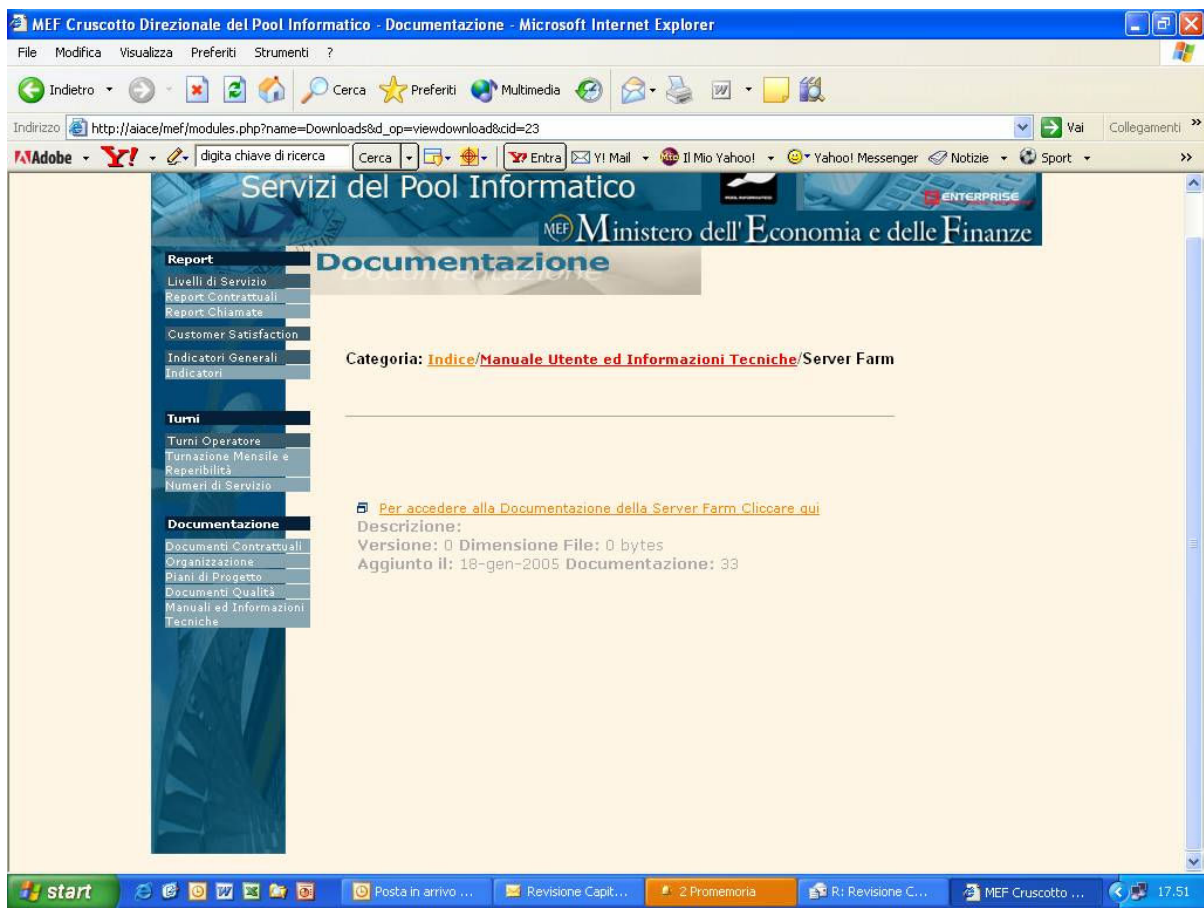 MEF Cruscotto Direzionale del Pool Informatico - Documentazione - Microsoft Internet Explorer
File Modifica Visualizza Preferiti Strumenti ?
Indietro Cerca Preferiti Multimedia
Indirizzo http://aiace/mef/modules.php?name=Downloads&d_op=viewdownload&cid=23 Vai Collegamenti »
Adobe Y! digita chiave di ricerca Cerca Y? Entra Y! Mail Il Mio Yahoo! Yahoo! Messenger Notizie Sport »
Servizi del Pool Informatico
ENTERPRISE
MEF Ministero dell'Economia e delle Finanze
Documentazione
Report
Livelli di Servizio
Report Contrattuali
Report Chiamate
Customer Satisfaction
Indicatori Generali
Indicatori
Turni
Turni Operatore
Turnazione Mensile e
Reperibilità
Numeri di Servizio
Documentazione
Documenti Contrattuali
Organizzazione
Piani di Progetto
Documenti Qualità
Manuali ed Informazioni
Tecniche
Categoria: Indice/Manuale Utente ed Informazioni Tecniche/Server Farm
Per accedere alla Documentazione della Server Farm Cliccare qui
Descrizione:
Versione: 0 Dimensione File: 0 bytes
Aggiunto il: 18-gen-2005 Documentazione: 33
start Posta in arrivo ... Revisione Capit... 2 Promemoria R: Revisione C... MEF Cruscotto ... 17.51